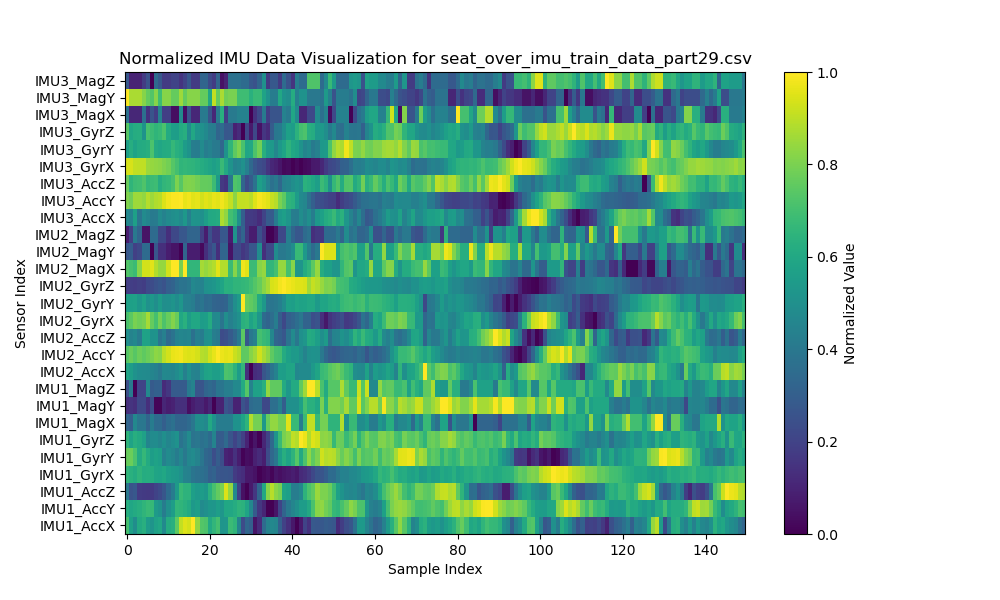 Normalized IMU Data Visualization for seat_over_imu_train_data_part29.csv
IMU3_MagZ
IMU3_MagY
IMU3_MagX
IMU3_GyrZ
IMU3_GyrY
IMU3_GyrX
IMU3_AccZ
IMU3_AccY
IMU3_AccX
IMU2_MagZ
IMU2_MagY
IMU2_MagX
IMU2_GyrZ
IMU2_GyrY
IMU2_GyrX
IMU2_AccZ
IMU2_AccY
IMU2_AccX
IMU1_MagZ
IMU1_MagY
IMU1_MagX
IMU1_GyrZ
IMU1_GyrY
IMU1_GyrX
IMU1_AccZ
IMU1_AccY
IMU1_AccX
Sensor Index
0 20 40 60 80 100 120 140
Sample Index
1.0
0.8
0.6
0.4
0.2
0.0
Normalized Value